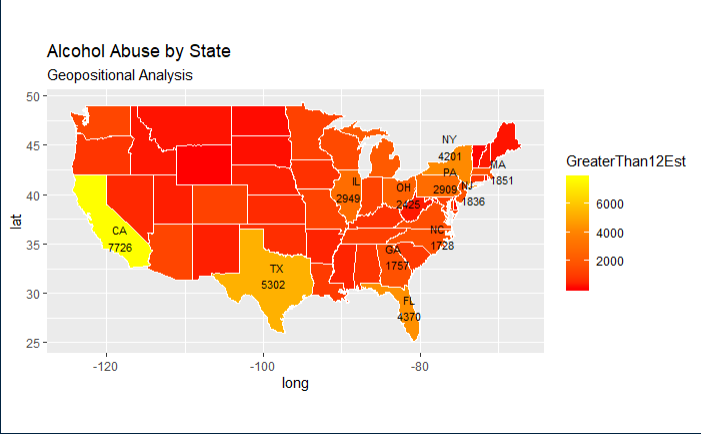 Alcohol Abuse by State
Geopositional Analysis
50
45
40
35
30
25
lat
-120
-100
-80
long
NY
4201
PA
2909
MA
1851
NJ
1836
IL
2949
OH
2425
CA
7726
NC
1728
GA
1757
TX
5302
FL
4370
GreaterThan12Est
6000
4000
2000